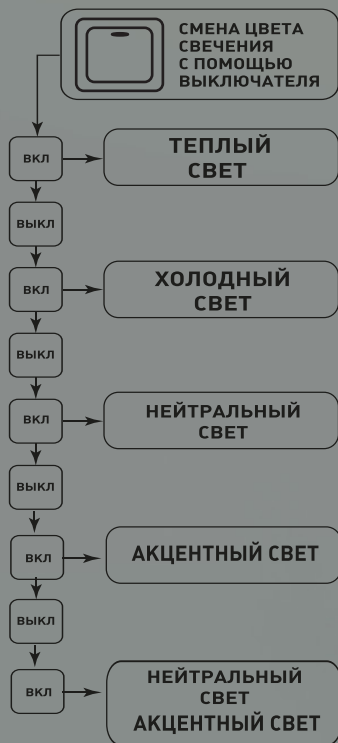 СМЕНА ЦВЕТА
СВЕЧЕНИЯ
С ПОМОЩЬЮ
ВЫКЛЮЧАТЕЛЯ
ВКЛ
ТЕПЛЫЙ
СВЕТ
ВЫКЛ
ВКЛ
ХОЛОДНЫЙ
СВЕТ
ВЫКЛ
ВКЛ
НЕЙТРАЛЬНЫЙ
СВЕТ
ВЫКЛ
ВКЛ
АКЦЕНТНЫЙ СВЕТ
ВЫКЛ
ВКЛ
НЕЙТРАЛЬНЫЙ
СВЕТ
АКЦЕНТНЫЙ СВЕТ